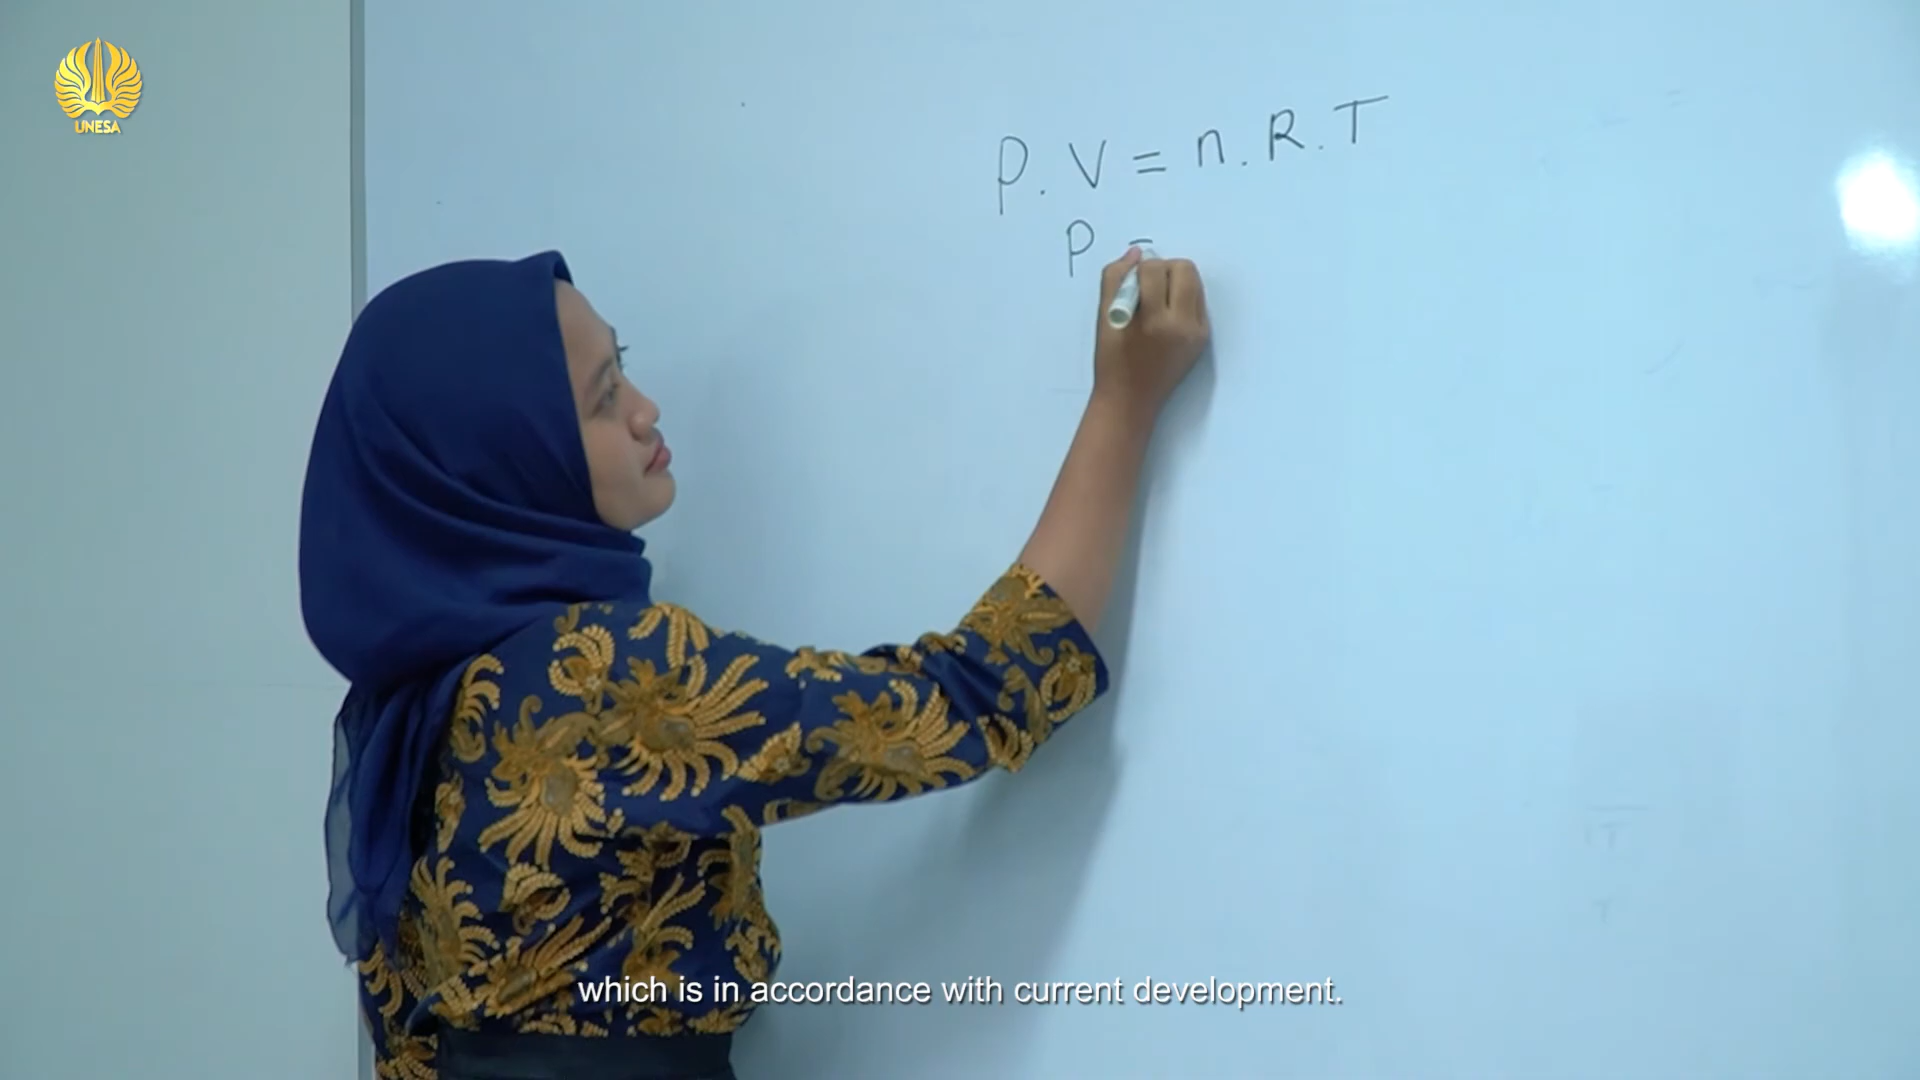 UNESA
P. V = n. R. T
P =
which is in accordance with current development.